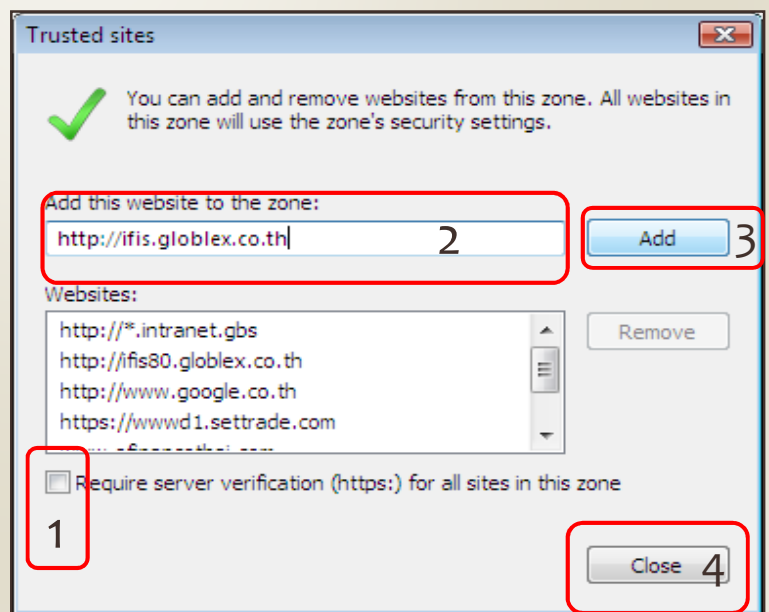 Trusted sites
You can add and remove websites from this zone. All websites in
this zone will use the zone's security settings.
Add this website to the zone:
http://ifis.globlex.co.th 2
Add 3
Websites:
http://*.intranet.gbs
Remove
http://ifis80.globlex.co.th
http://www.google.co.th
https://wwwd1.settrade.com
Require server verification (https:) for all sites in this zone
1
Close 4